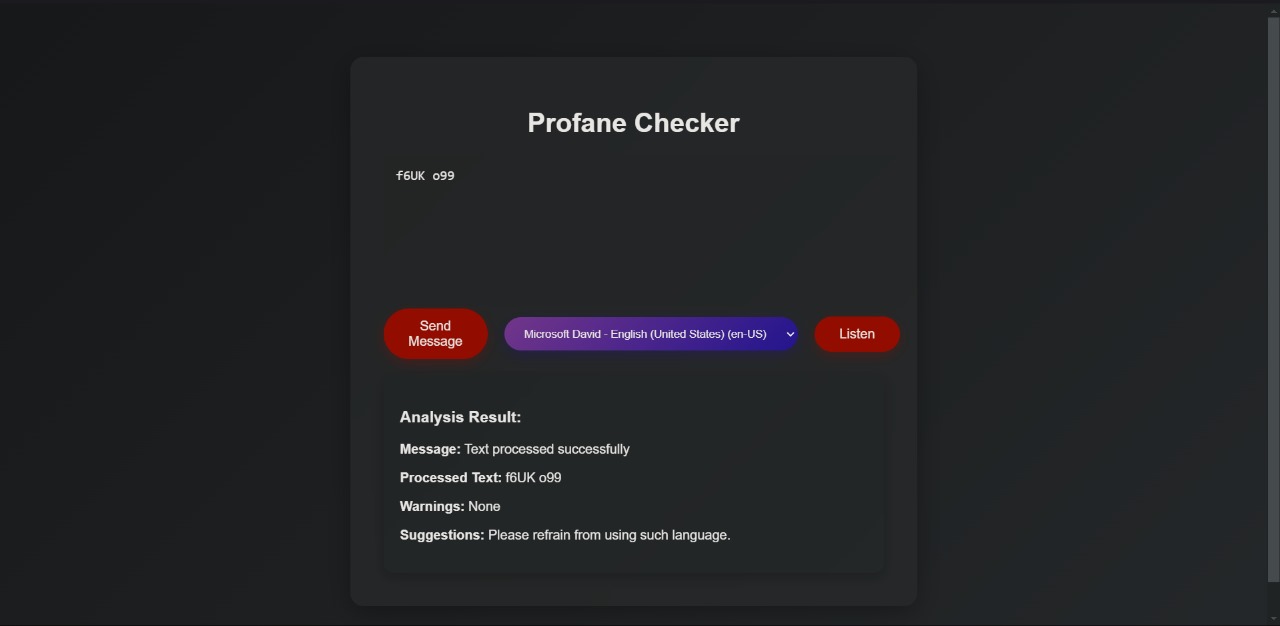 Profane Checker
f6UK o99
Send
Message
Microsoft David - English (United States) (en-US)
Listen
Analysis Result:
Message: Text processed successfully
Processed Text: f6UK o99
Warnings: None
Suggestions: Please refrain from using such language.